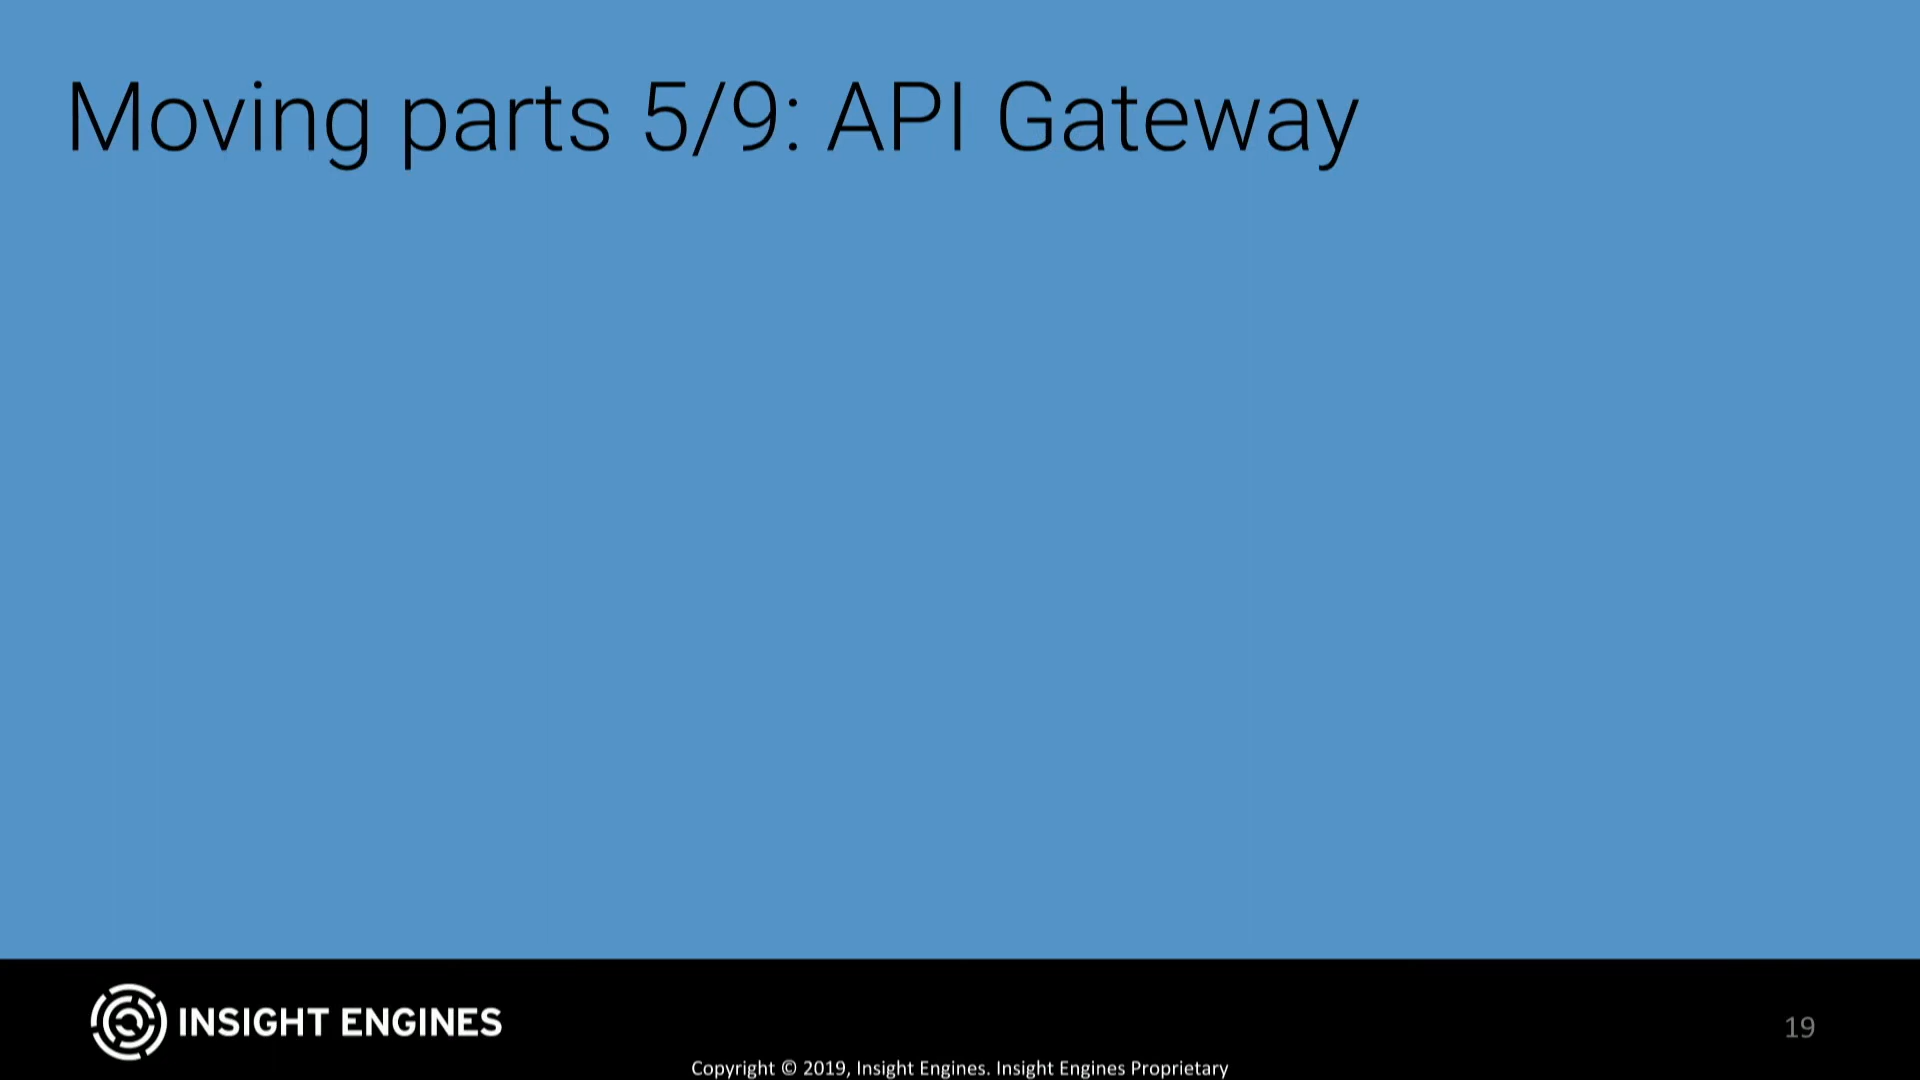 Moving parts 5/9: API Gateway
INSIGHT ENGINES
19
Copyright © 2019, Insight Engines. Insight Engines Proprietary